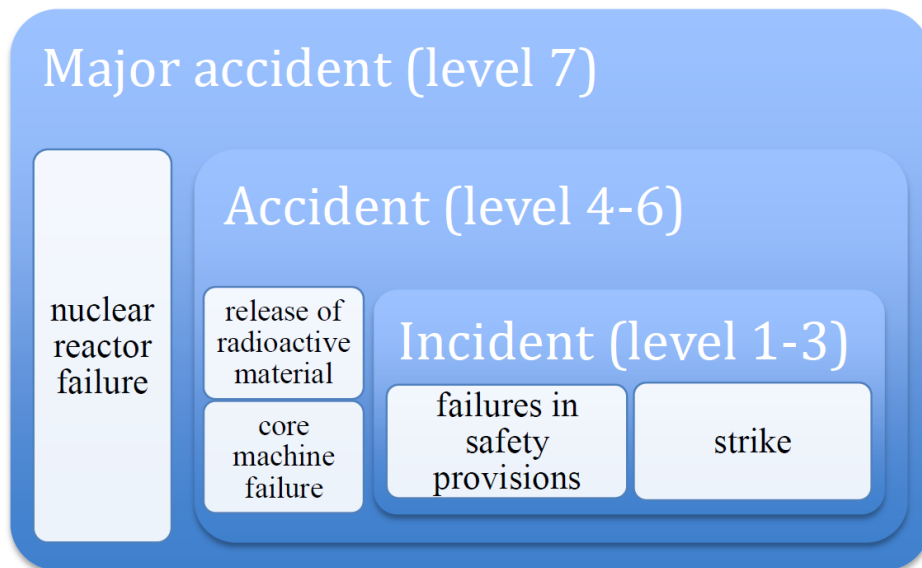 Major accident (level 7)
nuclear
reactor
failure
Accident (level 4-6)
release of
radioactive
material
core
machine
failure
Incident (level 1-3)
failures in
safety
provisions
strike